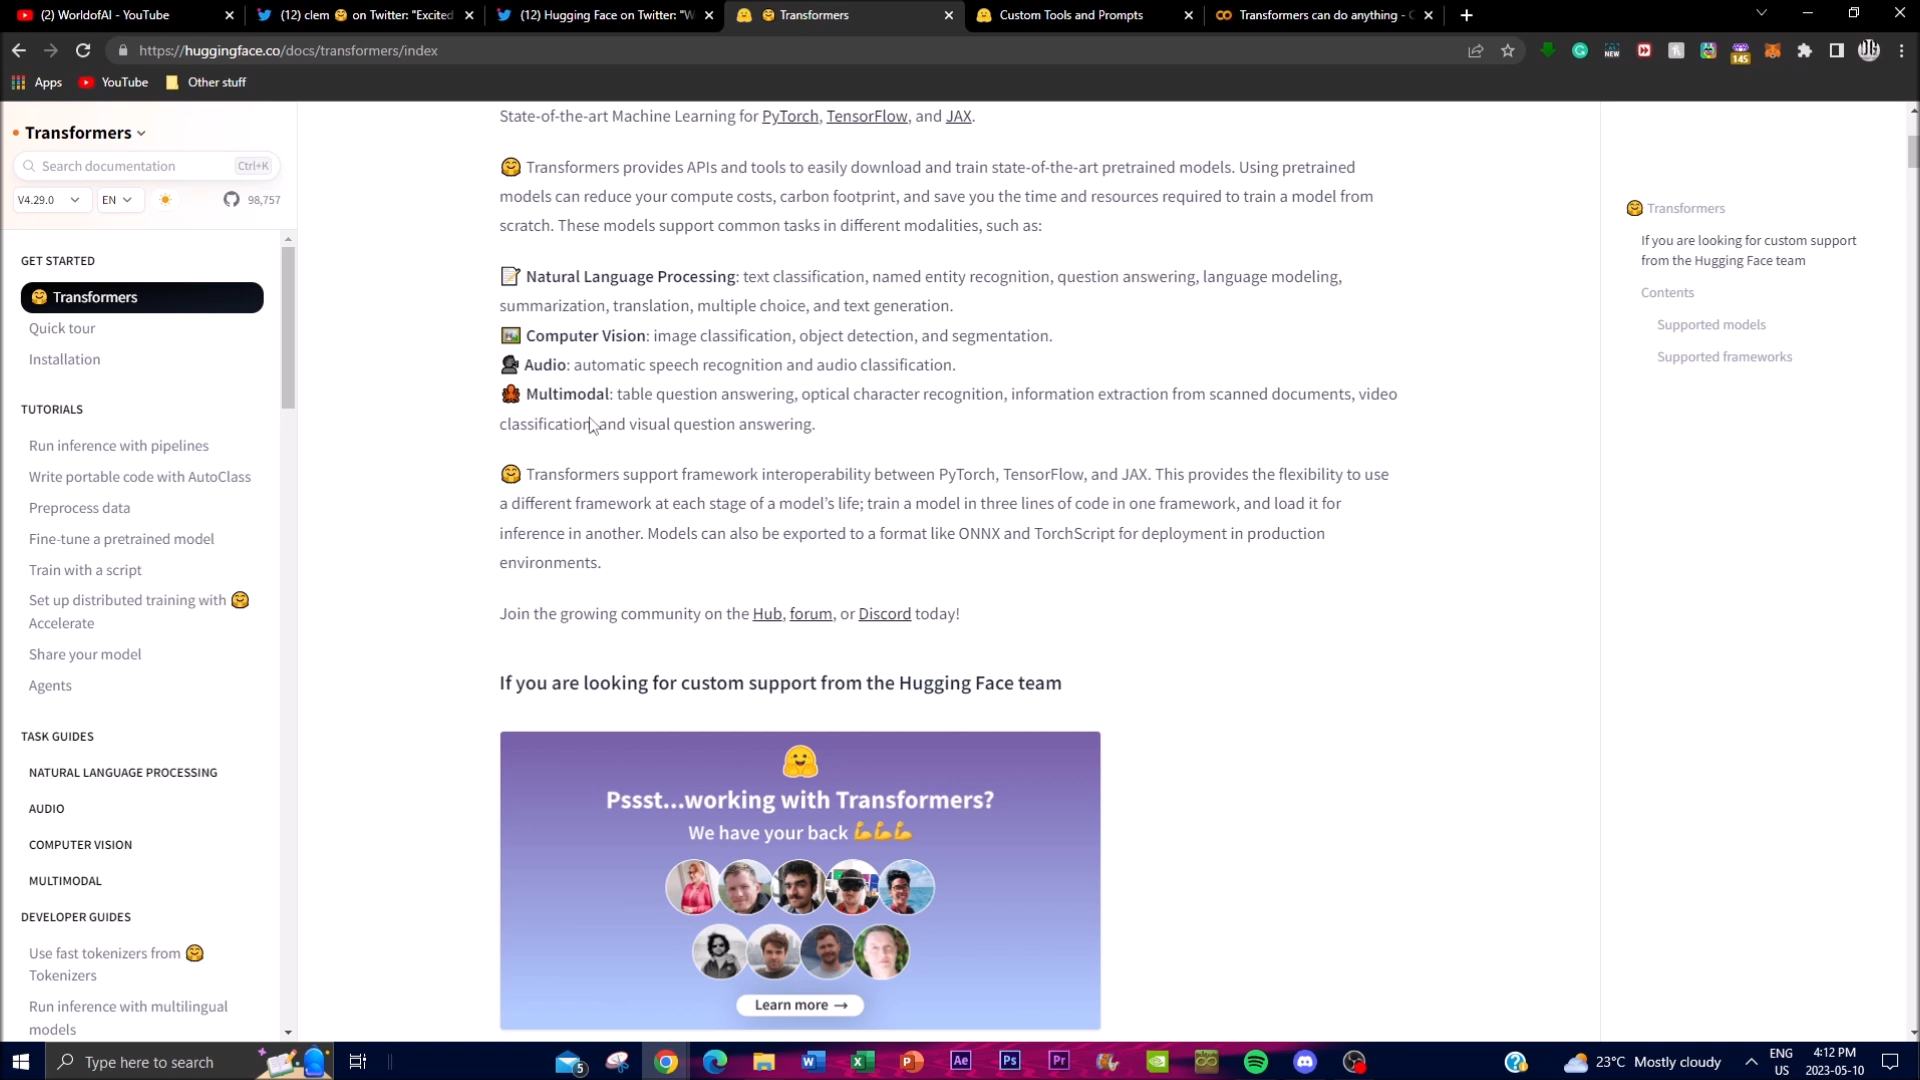 (2) WorldofAI - YouTube
(12) clem 🤗 on Twitter: "Excited
(12) Hugging Face on Twitter: "W
🤗 Transformers
Custom Tools and Prompts
Transformers can do anything - C
https://huggingface.co/docs/transformers/index
NEW
145
Apps
YouTube
Other stuff
Transformers
Search documentation
Ctrl+K
V4.29.0
EN
98,757
GET STARTED
🤗 Transformers
Quick tour
Installation
TUTORIALS
Run inference with pipelines
Write portable code with AutoClass
Preprocess data
Fine-tune a pretrained model
Train with a script
Set up distributed training with 🤗
Accelerate
Share your model
Agents
TASK GUIDES
NATURAL LANGUAGE PROCESSING
AUDIO
COMPUTER VISION
MULTIMODAL
DEVELOPER GUIDES
Use fast tokenizers from 🤗
Tokenizers
Run inference with multilingual
models
State-of-the-art Machine Learning for PyTorch, TensorFlow, and JAX.
🤗 Transformers provides APIs and tools to easily download and train state-of-the-art pretrained models. Using pretrained
models can reduce your compute costs, carbon footprint, and save you the time and resources required to train a model from
scratch. These models support common tasks in different modalities, such as:
📝 Natural Language Processing: text classification, named entity recognition, question answering, language modeling,
summarization, translation, multiple choice, and text generation.
🖼️ Computer Vision: image classification, object detection, and segmentation.
🗣️ Audio: automatic speech recognition and audio classification.
🐙 Multimodal: table question answering, optical character recognition, information extraction from scanned documents, video
classification, and visual question answering.
🤗 Transformers support framework interoperability between PyTorch, TensorFlow, and JAX. This provides the flexibility to use
a different framework at each stage of a model's life; train a model in three lines of code in one framework, and load it for
inference in another. Models can also be exported to a format like ONNX and TorchScript for deployment in production
environments.
Join the growing community on the Hub, forum, or Discord today!
If you are looking for custom support from the Hugging Face team
Pssst...working with Transformers?
We have your back 💪💪💪
Learn more →
🤗 Transformers
If you are looking for custom support
from the Hugging Face team
Contents
Supported models
Supported frameworks
Type here to search
5
W
X
P
Ae
Ps
Pr
23°C Mostly cloudy
ENG
US
4:12 PM
2023-05-10